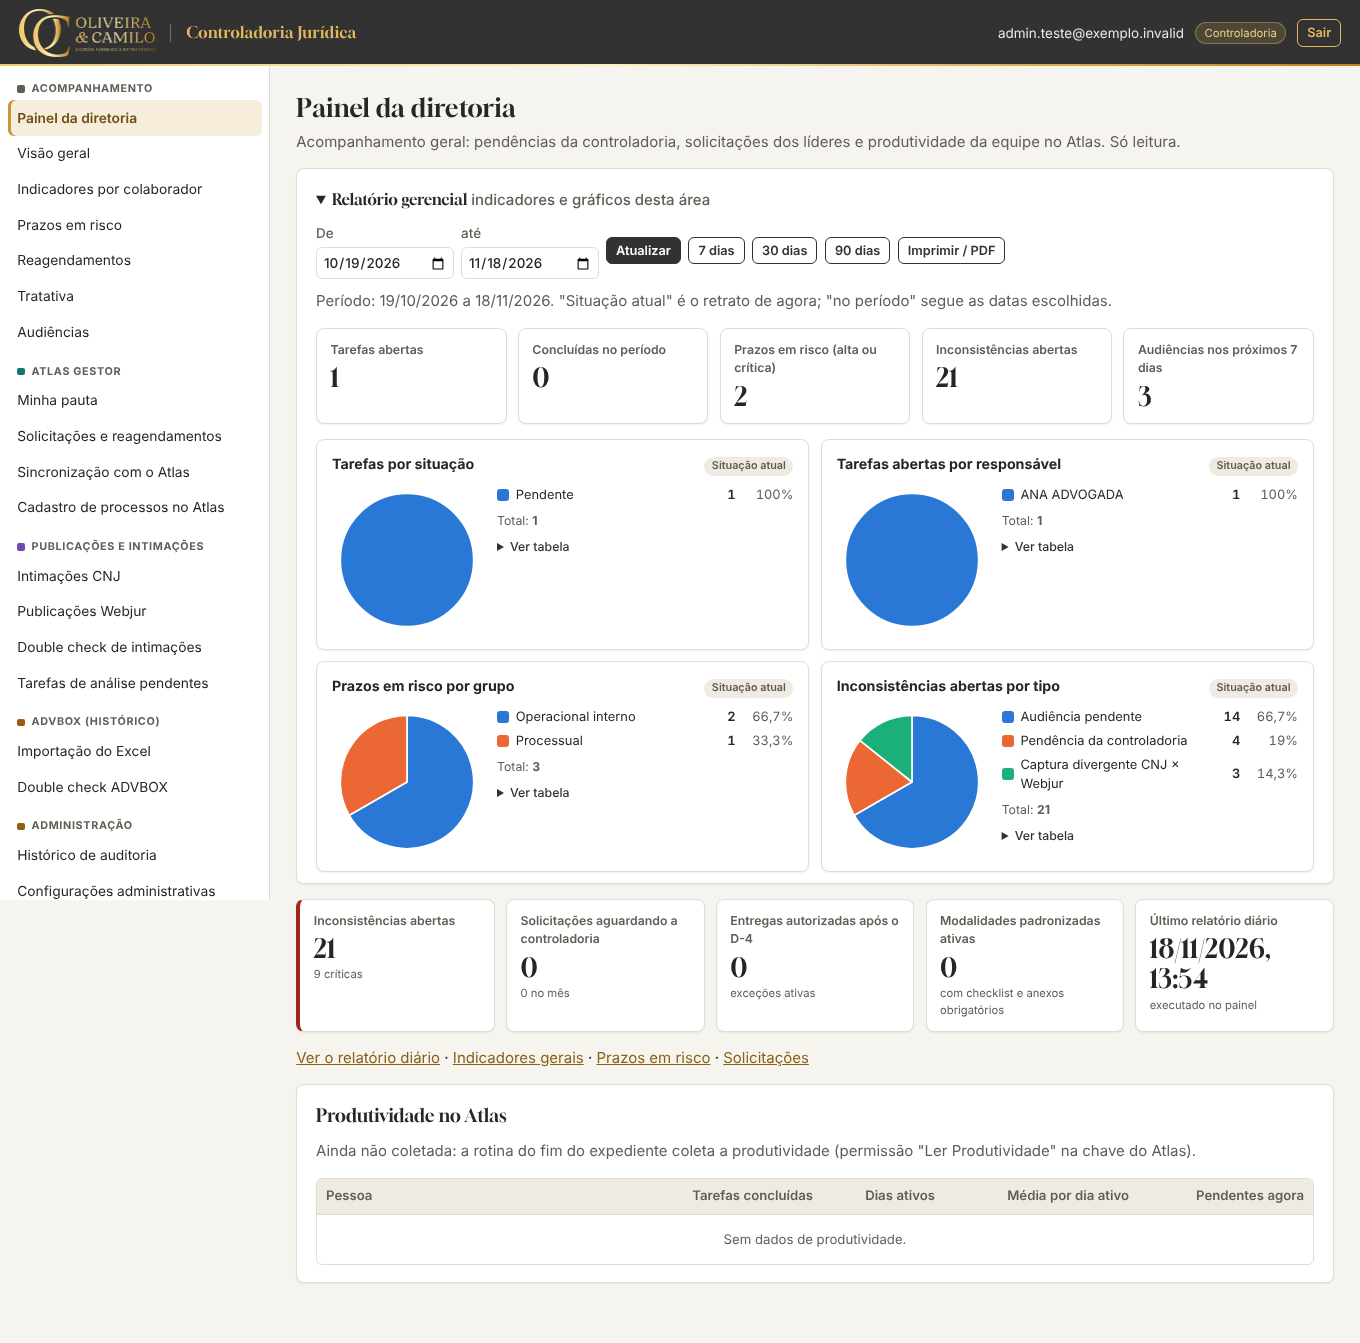 OLIVEIRA
& CAMILO
Controladoria Jurídica
admin.teste@exemplo.invalid
Controladoria
Sair
ACOMPANHAMENTO
Painel da diretoria
Visão geral
Indicadores por colaborador
Prazos em risco
Reagendamentos
Tratativa
Audiências
ATLAS GESTOR
Minha pauta
Solicitações e reagendamentos
Sincronização com o Atlas
Cadastro de processos no Atlas
PUBLICAÇÕES E INTIMAÇÕES
Intimações CNJ
Publicações Webjur
Double check de intimações
Tarefas de análise pendentes
ADVBOX (HISTÓRICO)
Importação do Excel
Double check ADVBOX
ADMINISTRAÇÃO
Histórico de auditoria
Configurações administrativas
Painel da diretoria
Acompanhamento geral: pendências da controladoria, solicitações dos líderes e produtividade da equipe no Atlas. Só leitura.
▼ Relatório gerencial indicadores e gráficos desta área
De
até
10/19/2026
11/18/2026
Atualizar
7 dias
30 dias
90 dias
Imprimir / PDF
Período: 19/10/2026 a 18/11/2026. "Situação atual" é o retrato de agora; "no período" segue as datas escolhidas.
Tarefas abertas
1
Concluídas no período
0
Prazos em risco (alta ou
crítica)
2
Inconsistências abertas
21
Audiências nos próximos 7
dias
3
Tarefas por situação
Situação atual
Pendente 1 100%
Total: 1
▶ Ver tabela
Tarefas abertas por responsável
Situação atual
ANA ADVOGADA 1 100%
Total: 1
▶ Ver tabela
Prazos em risco por grupo
Situação atual
Operacional interno 2 66,7%
Processual 1 33,3%
Total: 3
▶ Ver tabela
Inconsistências abertas por tipo
Situação atual
Audiência pendente 14 66,7%
Pendência da controladoria 4 19%
Captura divergente CNJ ×
Webjur 3 14,3%
Total: 21
▶ Ver tabela
Inconsistências abertas
21
9 críticas
Solicitações aguardando a
controladoria
0
0 no mês
Entregas autorizadas após o
D-4
0
exceções ativas
Modalidades padronizadas
ativas
0
com checklist e anexos
obrigatórios
Último relatório diário
18/11/2026,
13:54
executado no painel
Ver o relatório diário · Indicadores gerais · Prazos em risco · Solicitações
Produtividade no Atlas
Ainda não coletada: a rotina do fim do expediente coleta a produtividade (permissão "Ler Produtividade" na chave do Atlas).
Pessoa Tarefas concluídas Dias ativos Média por dia ativo Pendentes agora
Sem dados de produtividade.